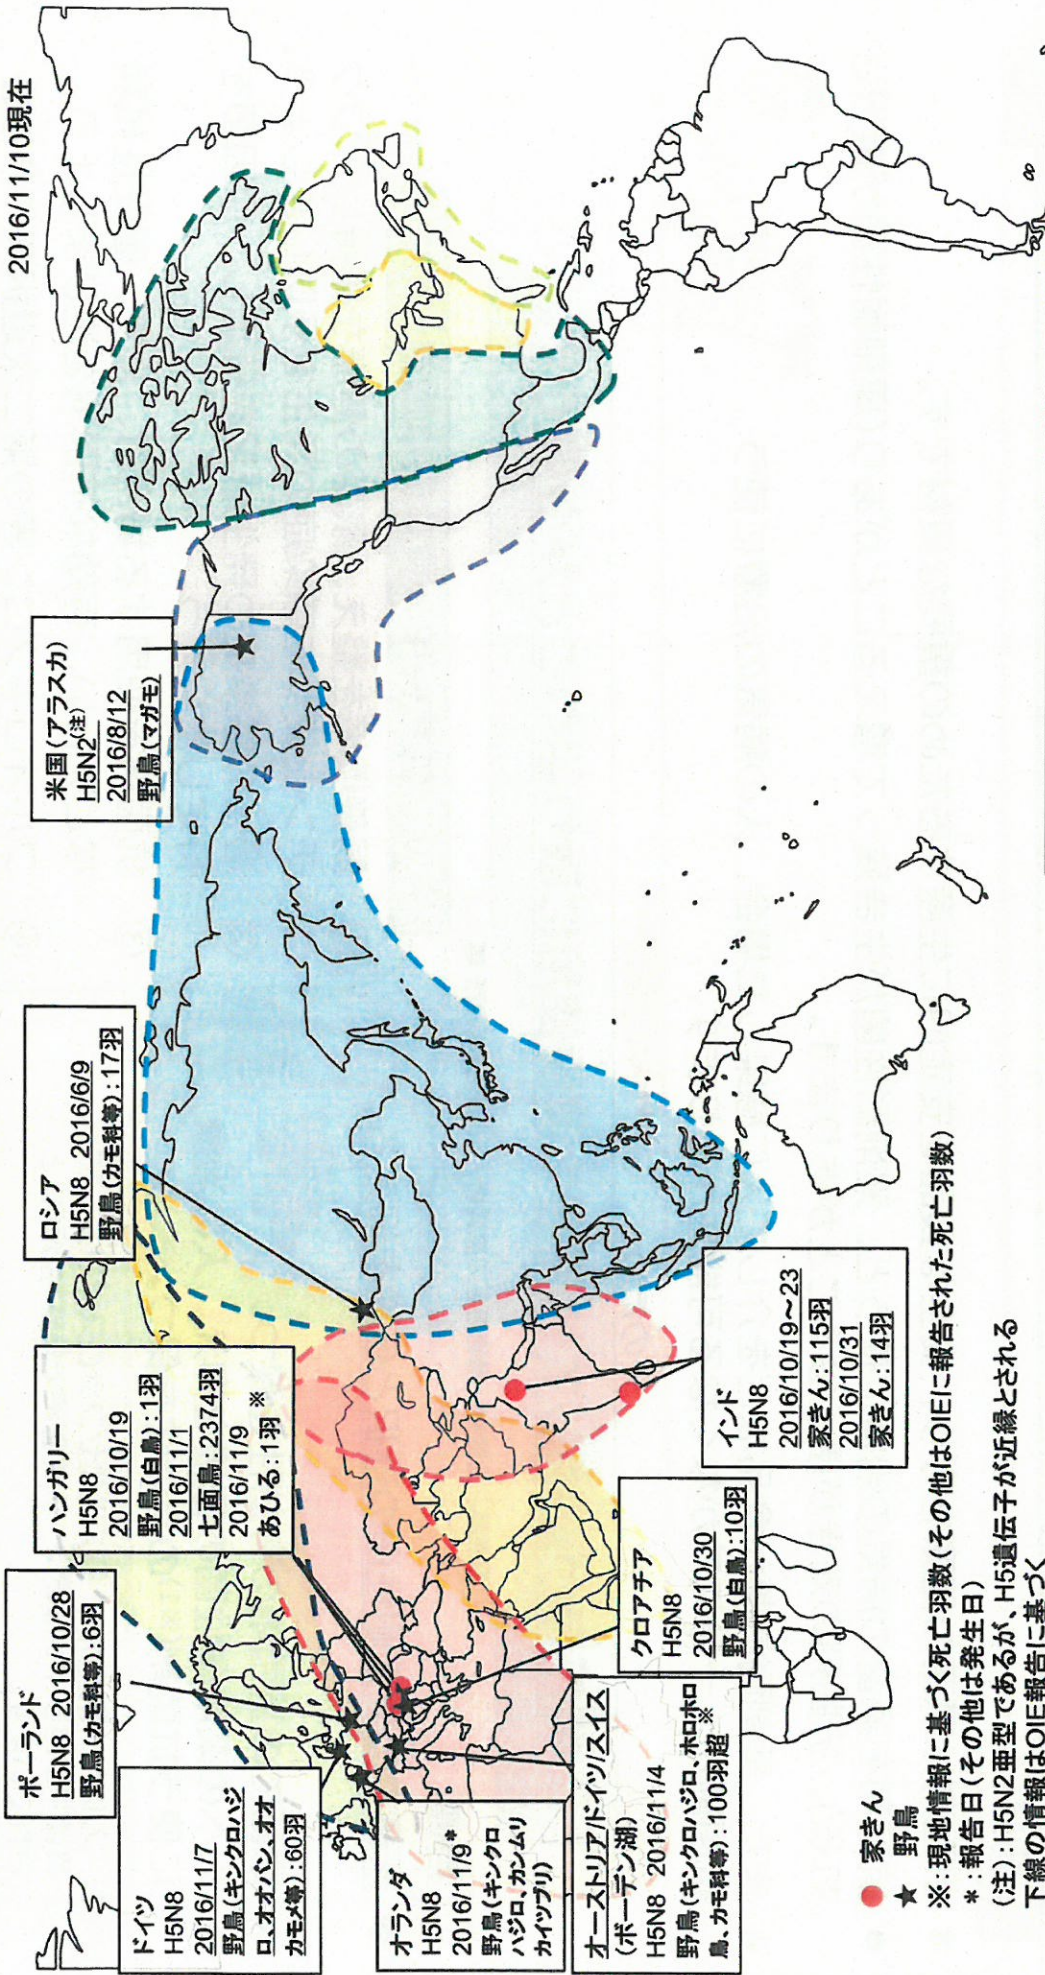 2016/11/10現在
米国(アラスカ)
H5N2(注)
2016/8/12
野鳥(マガモ)
ロシア
H5N8 2016/6/9
野鳥(カモ科等):17羽
ハンガリー
H5N8
2016/10/19
野鳥(白鳥):1羽
2016/11/1
七面鳥:2374羽
2016/11/9
あひる:1羽※
ポーランド
H5N8 2016/10/28
野鳥(カモ科等):6羽
ドイツ
H5N8
2016/11/7
野鳥(キンクロハジ
ロ、オオバン、オオ
カモメ等):60羽
オランダ
H5N8
2016/11/9*
野鳥(キンクロ
ハジロ、カンムリ
カイツブリ)
オーストリア/ドイツ/スイス
(ボーデン湖)
H5N8 2016/11/4
野鳥(キンクロハジロ、ホロホロ
鳥、カモ科等):100羽超※
クロアチア
H5N8
2016/10/30
野鳥(白鳥):10羽
インド
H5N8
2016/10/19~23
家きん:115羽
2016/10/31
家きん:14羽
● 家きん
★ 野鳥
※:現地情報に基づく死亡羽数(その他はOIEに報告された死亡羽数)
*:報告日(その他は発生日)
(注):H5N2亜型であるが、H5遺伝子が近縁とされる
下線の情報はOIE報告に基づく